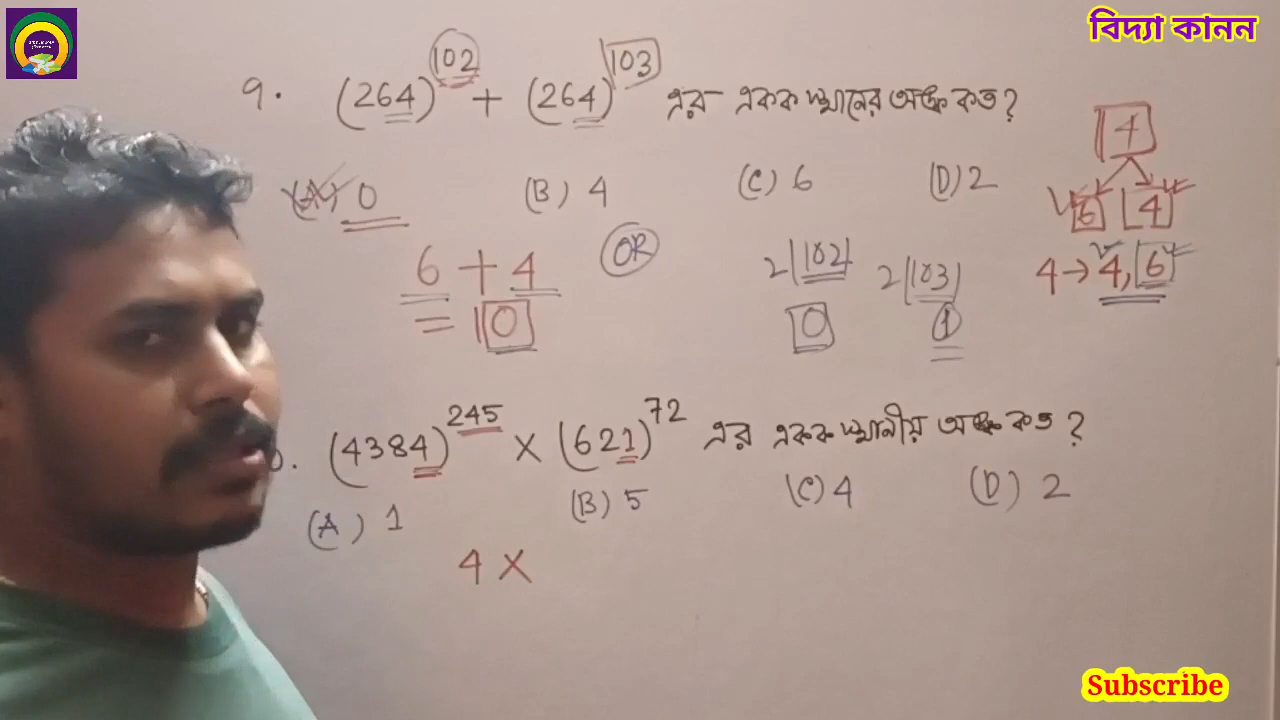 বিদ্যা কানন
9. (264)^102 + (264)^103 এর একক স্থানের অঙ্ক কত?
(A) 0 (B) 4 (C) 6 (D) 2
4
6 4
6 + 4 OR 2|102| 2|103| 4 → 4, 6
= 10 0 1
0. (4384)^245 × (621)^72 এর একক স্থানীয় অঙ্ক কত?
(A) 1 (B) 5 (C) 4 (D) 2
4 ×
Subscribe